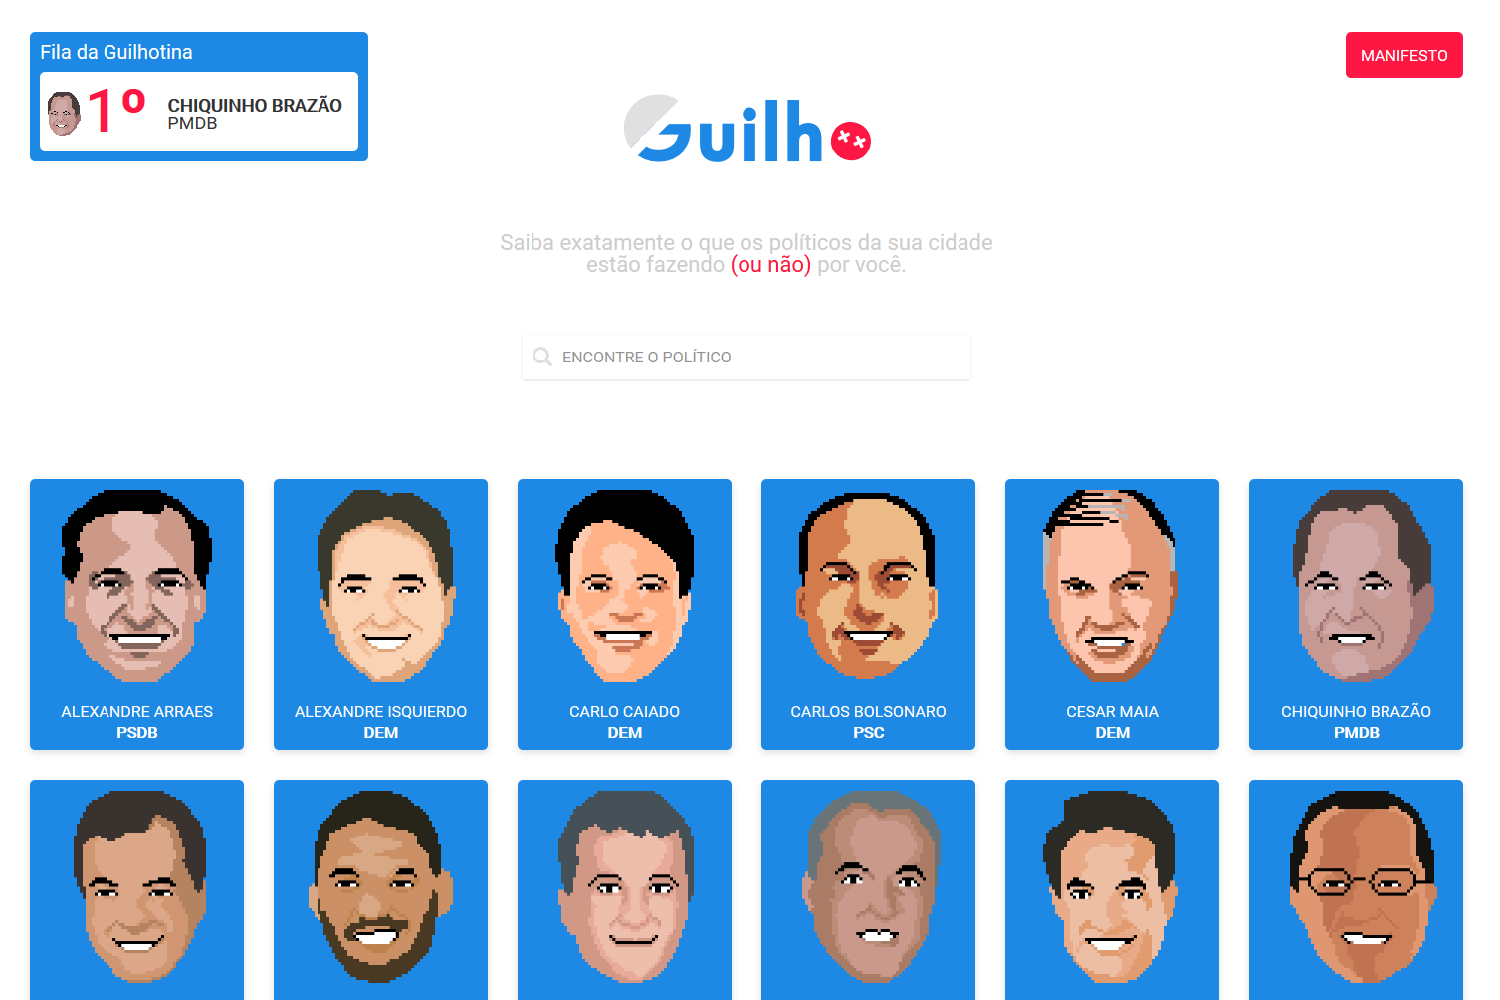 Fila da Guilhotina
1º
CHIQUINHO BRAZÃO
PMDB
MANIFESTO
Guilho
Saiba exatamente o que os políticos da sua cidade
estão fazendo (ou não) por você.
ENCONTRE O POLÍTICO
ALEXANDRE ARRAES
PSDB
ALEXANDRE ISQUIERDO
DEM
CARLO CAIADO
DEM
CARLOS BOLSONARO
PSC
CESAR MAIA
DEM
CHIQUINHO BRAZÃO
PMDB